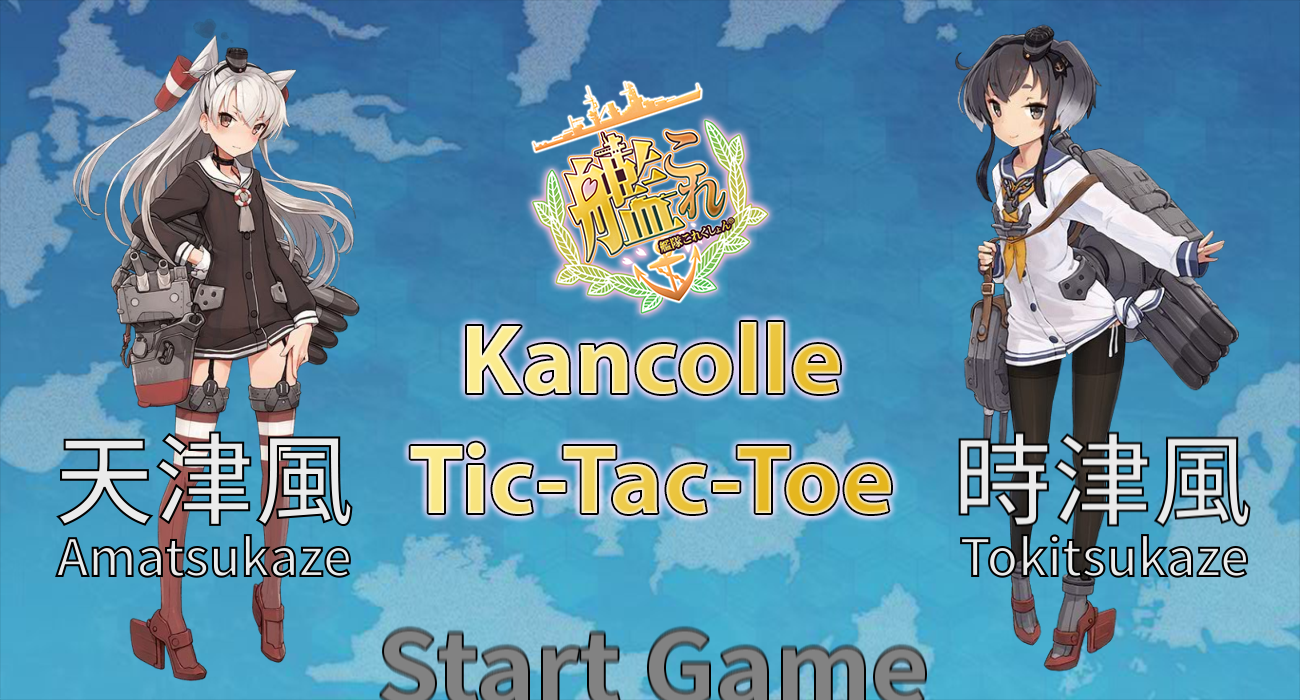 艦これ
艦隊これくしょん
Kancolle
Tic-Tac-Toe
天津風
Amatsukaze
時津風
Tokitsukaze
Start Game